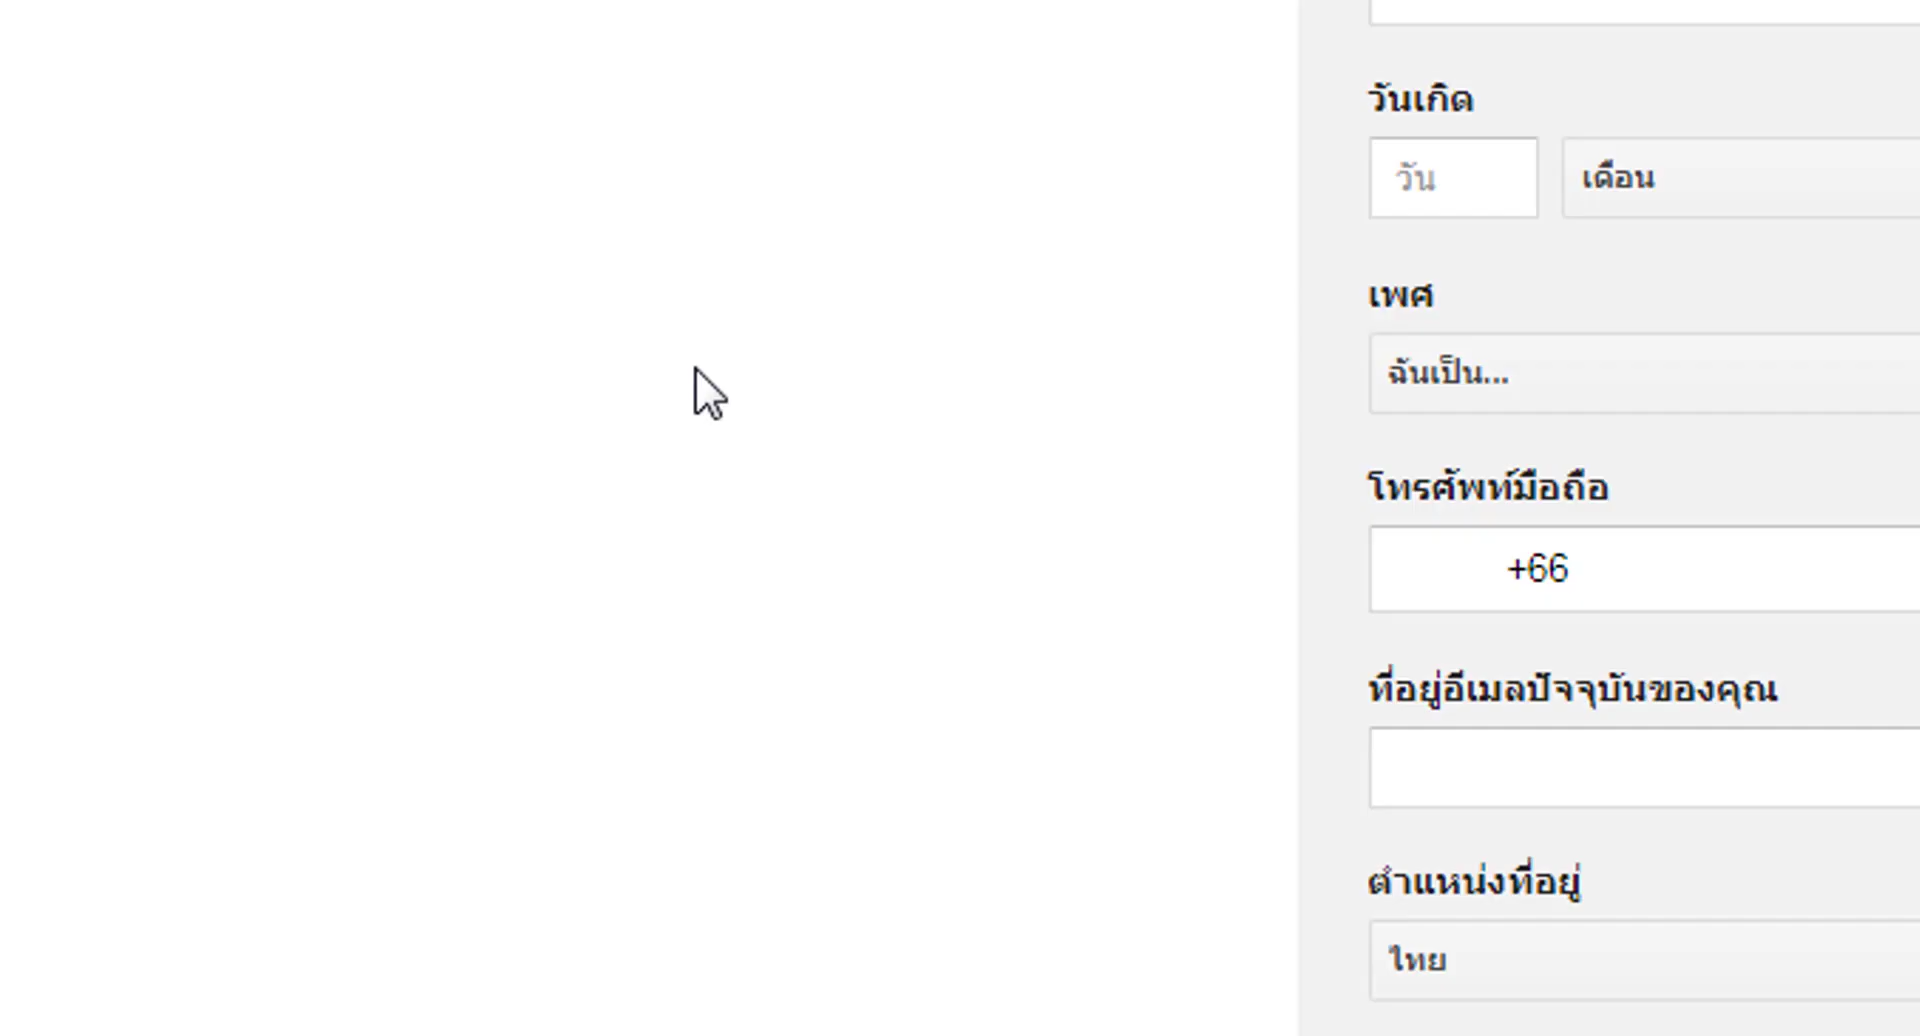 วันเกิด
วัน เดือน
เพศ
ฉันเป็น...
โทรศัพท์มือถือ
+66
ที่อยู่อีเมลปัจจุบันของคุณ
ตำแหน่งที่อยู่
ไทย